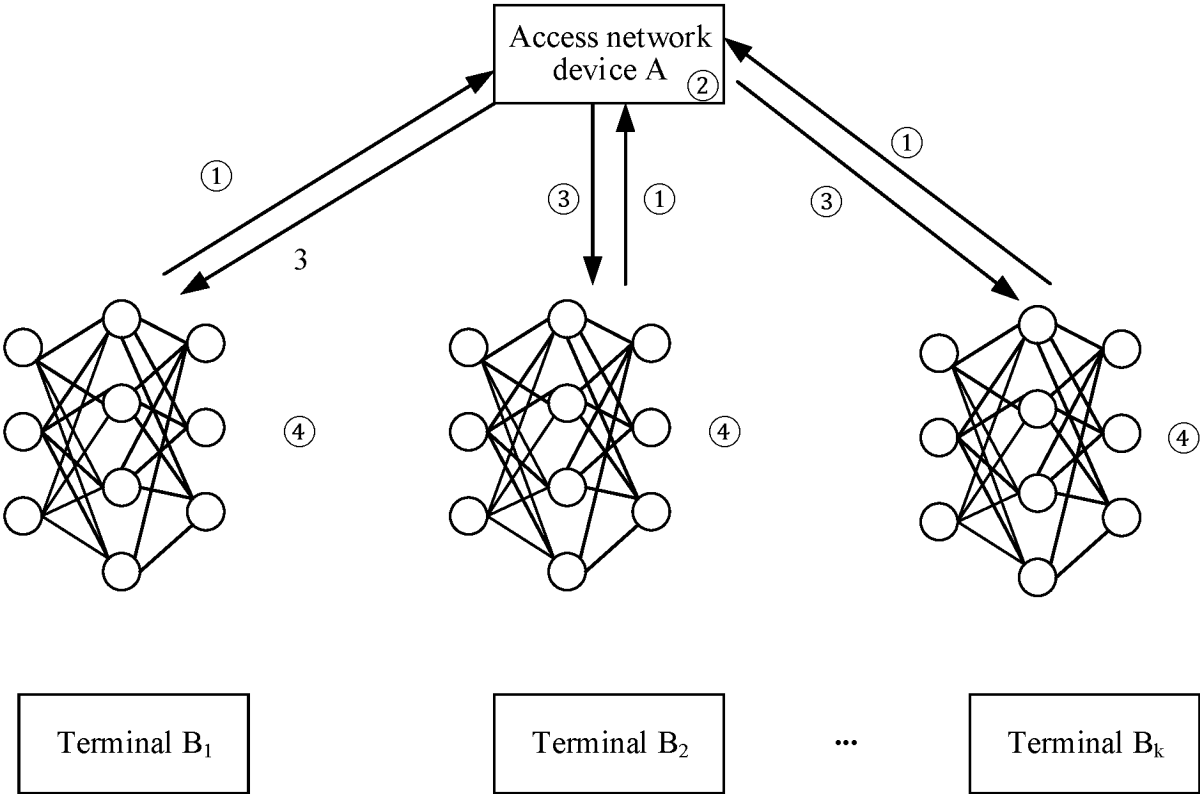 Access network
device A
②
①
①
③
①
③
3
④
④
④
Terminal B₁
Terminal B₂
...
Terminal Bₖ